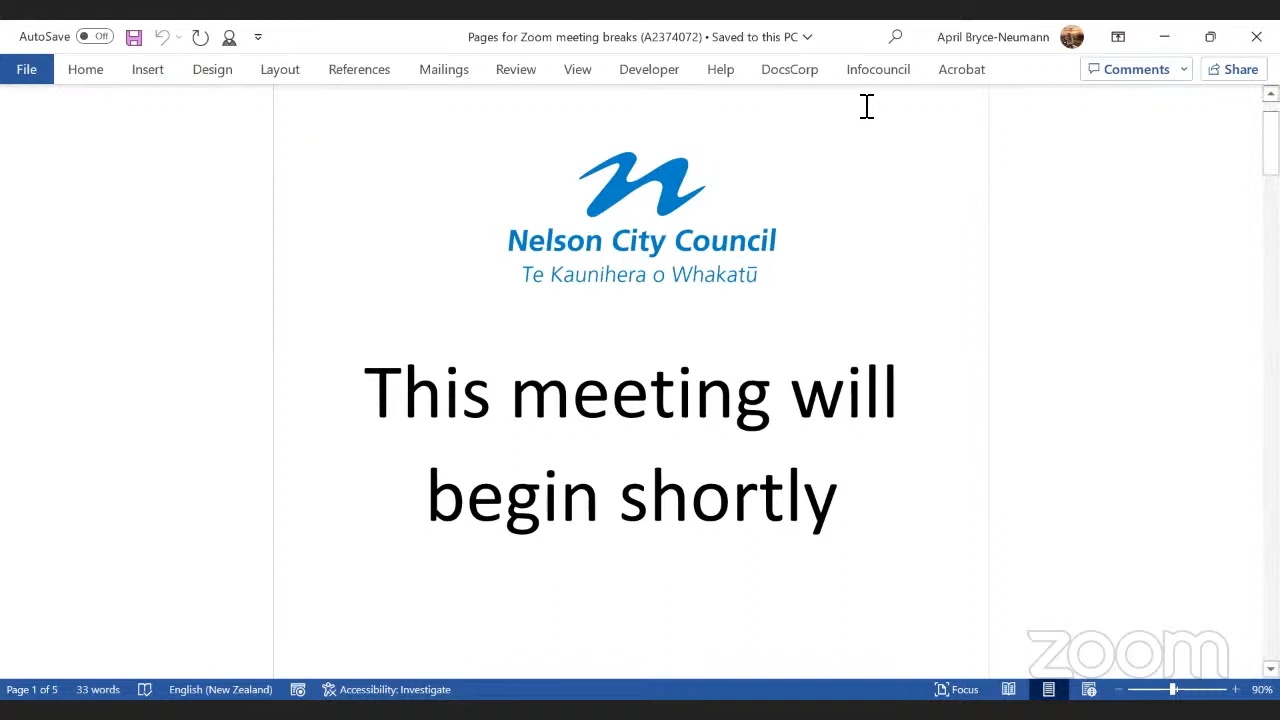 AutoSave Off Pages for Zoom meeting breaks (A2374072) • Saved to this PC April Bryce-Neumann
File Home Insert Design Layout References Mailings Review View Developer Help DocsCorp Infocouncil Acrobat Comments Share
Nelson City Council
Te Kaunihera o Whakatū
This meeting will
begin shortly
zoom
Page 1 of 5 33 words English (New Zealand) Accessibility: Investigate Focus 90%